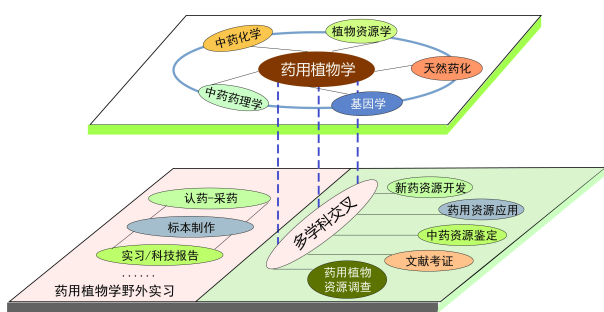 中药化学
植物资源学
药用植物学
天然药化
中药药理学
基因学
认药-采药
标本制作
实习/科技报告
······
药用植物学野外实习
多学科交叉
新药资源开发
药用资源应用
中药资源鉴定
文献考证
药用植物
资源调查